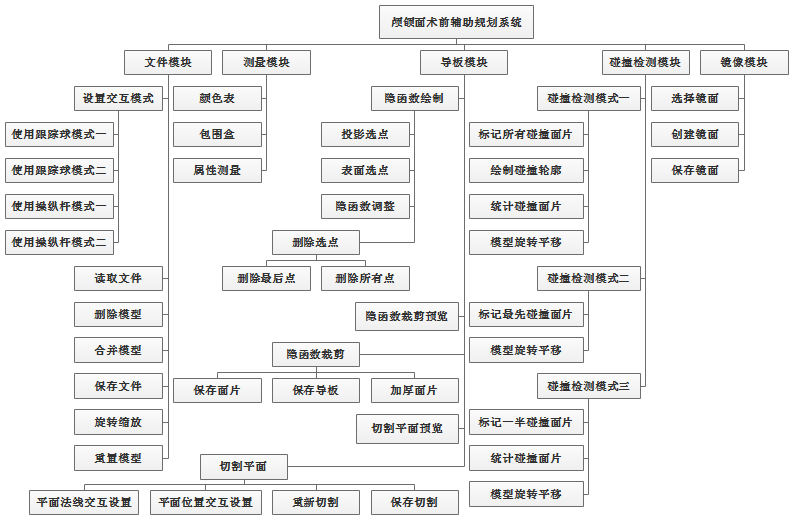 颅颌面术前辅助规划系统
文件模块
测量模块
导板模块
碰撞检测模块
镜像模块
设置交互模式
使用跟踪球模式一
使用跟踪球模式二
使用操纵杆模式一
使用操纵杆模式二
读取文件
删除模型
合并模型
保存文件
旋转缩放
重置模型
颜色表
包围盒
属性测量
隐函数绘制
投影选点
表面选点
隐函数调整
删除选点
删除最后点
删除所有点
隐函数裁剪预览
隐函数裁剪
保存面片
保存导板
加厚面片
切割平面预览
切割平面
平面法线交互设置
平面位置交互设置
重新切割
保存切割
碰撞检测模式一
标记所有碰撞面片
绘制碰撞轮廓
统计碰撞面片
模型旋转平移
碰撞检测模式二
标记最先碰撞面片
模型旋转平移
碰撞检测模式三
标记一半碰撞面片
统计碰撞面片
模型旋转平移
选择镜面
创建镜面
保存镜面